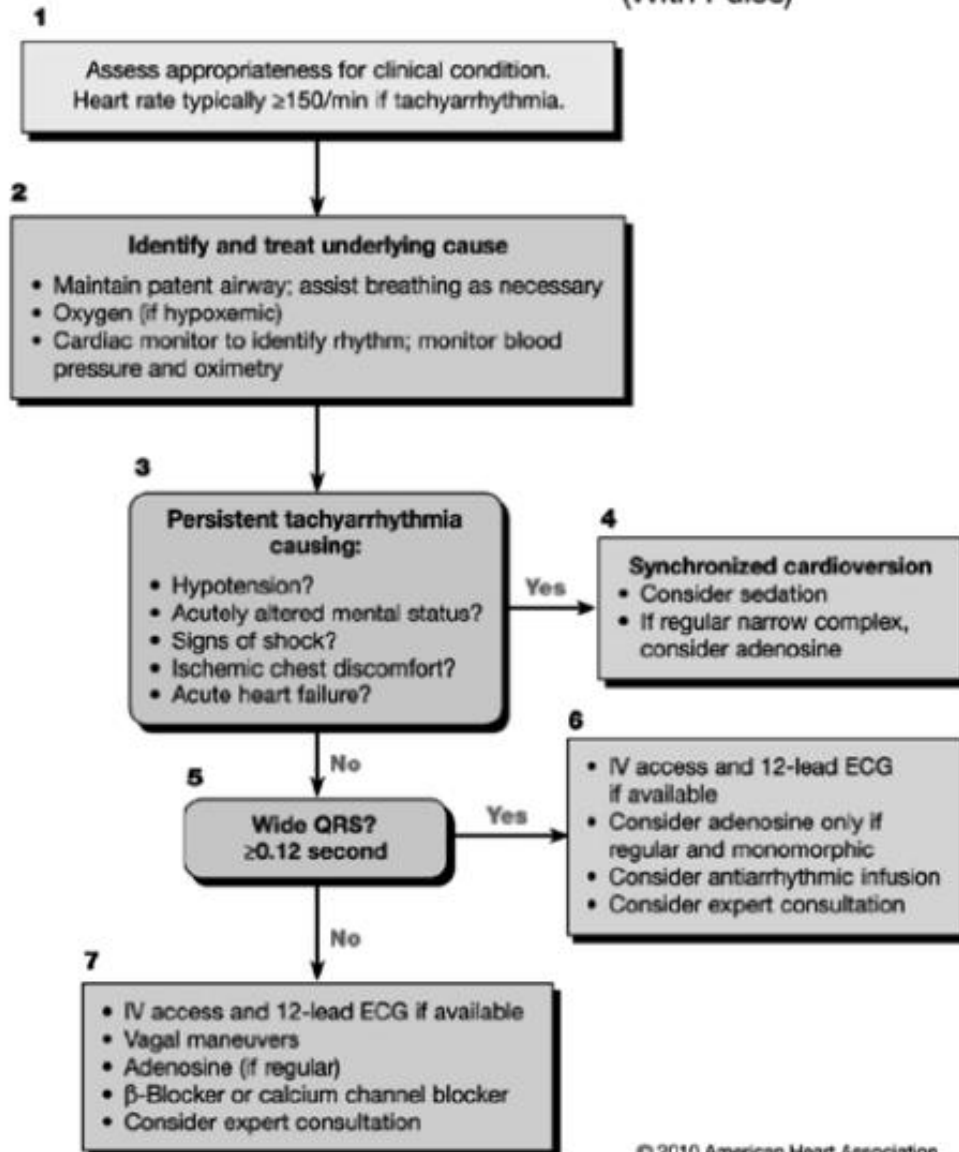 (With Pulse)
1
Assess appropriateness for clinical condition.
Heart rate typically ≥150/min if tachyarrhythmia.
2
Identify and treat underlying cause
• Maintain patent airway; assist breathing as necessary
• Oxygen (if hypoxemic)
• Cardiac monitor to identify rhythm; monitor blood
pressure and oximetry
3
Persistent tachyarrhythmia
causing:
• Hypotension?
• Acutely altered mental status?
• Signs of shock?
• Ischemic chest discomfort?
• Acute heart failure?
Yes
4
Synchronized cardioversion
• Consider sedation
• If regular narrow complex,
consider adenosine
No
5
Wide QRS?
≥0.12 second
Yes
6
• IV access and 12-lead ECG
if available
• Consider adenosine only if
regular and monomorphic
• Consider antiarrhythmic infusion
• Consider expert consultation
No
7
• IV access and 12-lead ECG if available
• Vagal maneuvers
• Adenosine (if regular)
• β-Blocker or calcium channel blocker
• Consider expert consultation
© 2010 American Heart Association